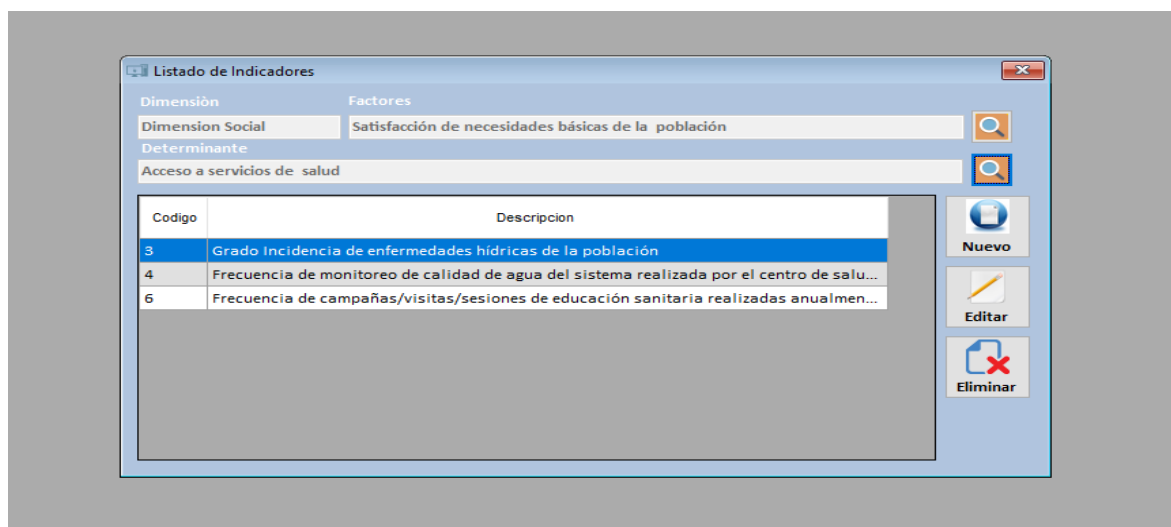 Listado de Indicadores
Dimensiòn Factores
Dimension Social Satisfacción de necesidades básicas de la población
Determinante
Acceso a servicios de salud
Codigo Descripcion
3 Grado Incidencia de enfermedades hídricas de la población
4 Frecuencia de monitoreo de calidad de agua del sistema realizada por el centro de salu...
6 Frecuencia de campañas/visitas/sesiones de educación sanitaria realizadas anualmen...
Nuevo
Editar
Eliminar